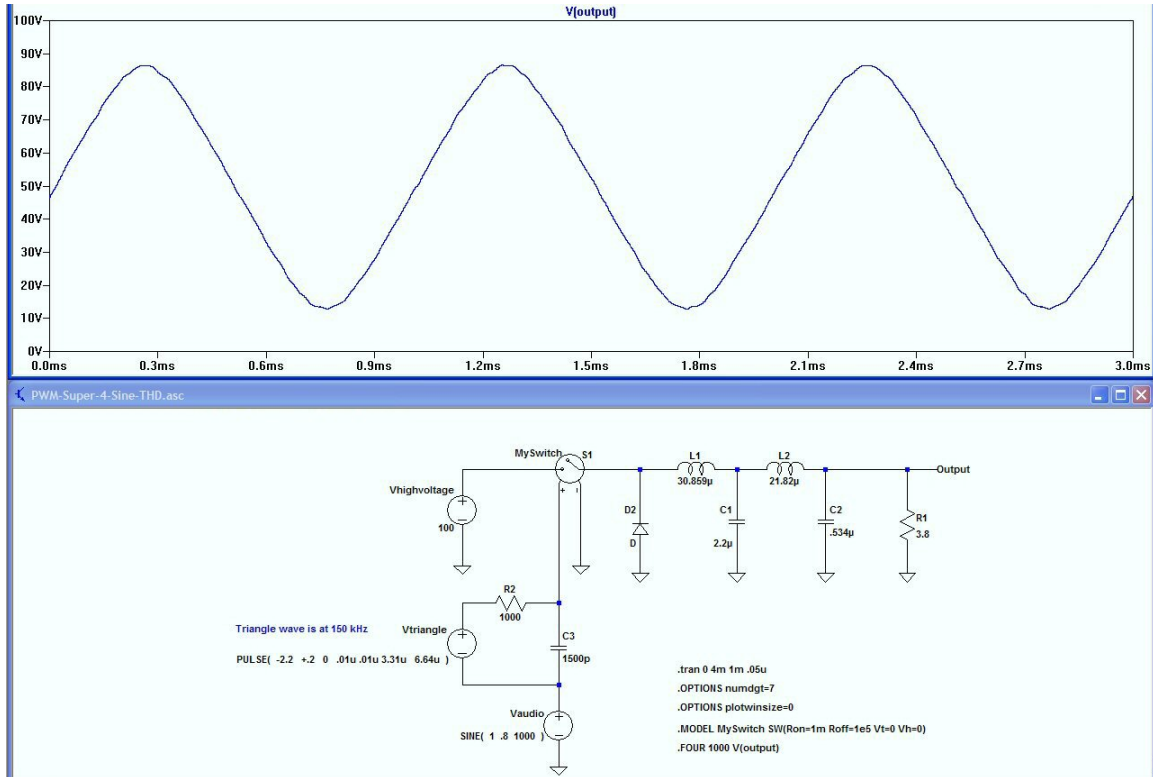 V(output)
100V
90V
80V
70V
60V
50V
40V
30V
20V
10V
0V
0.0ms 0.3ms 0.6ms 0.9ms 1.2ms 1.5ms 1.8ms 2.1ms 2.4ms 2.7ms 3.0ms
PWM-Super-4-Sine-THD.asc
MySwitch S1
L1
30.859µ
L2
21.82µ
Output
Vhighvoltage
+
-
100
+ -
D2
D
C1
2.2µ
C2
.534µ
R1
3.8
R2
1000
Triangle wave is at 150 kHz
Vtriangle
+
-
C3
1500p
PULSE( -2.2 +.2 0 .01u .01u 3.31u 6.64u )
Vaudio
+
-
SINE( 1 .8 1000 )
.tran 0 4m 1m .05u
.OPTIONS numdgt=7
.OPTIONS plotwinsize=0
.MODEL MySwitch SW(Ron=1m Roff=1e5 Vt=0 Vh=0)
.FOUR 1000 V(output)